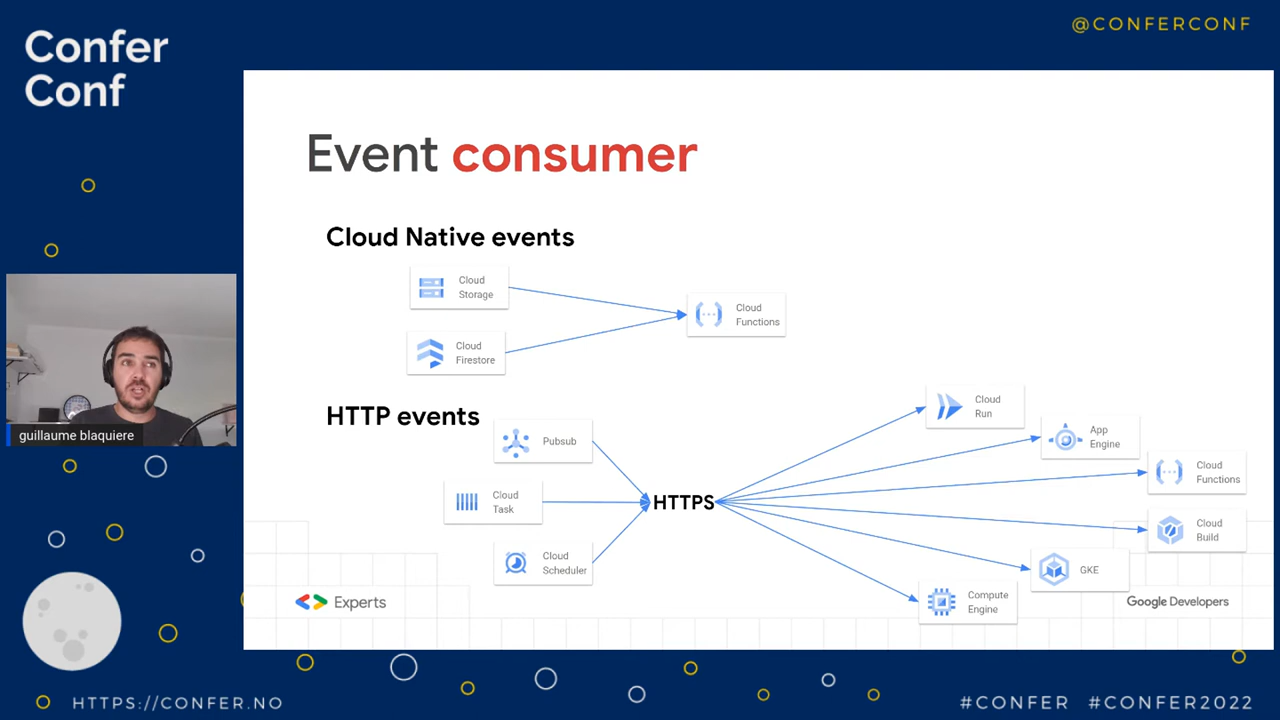 Confer
Conf
@CONFERCONF
Event consumer
Cloud Native events
Cloud
Storage
Cloud
Functions
Cloud
Firestore
HTTP events
Pubsub
Cloud
Task
Cloud
Scheduler
HTTPS
Cloud
Run
App
Engine
Cloud
Functions
Cloud
Build
GKE
Compute
Engine
guillaume blaquiere
Experts
Google Developers
HTTPS://CONFER.NO
#CONFER #CONFER2022